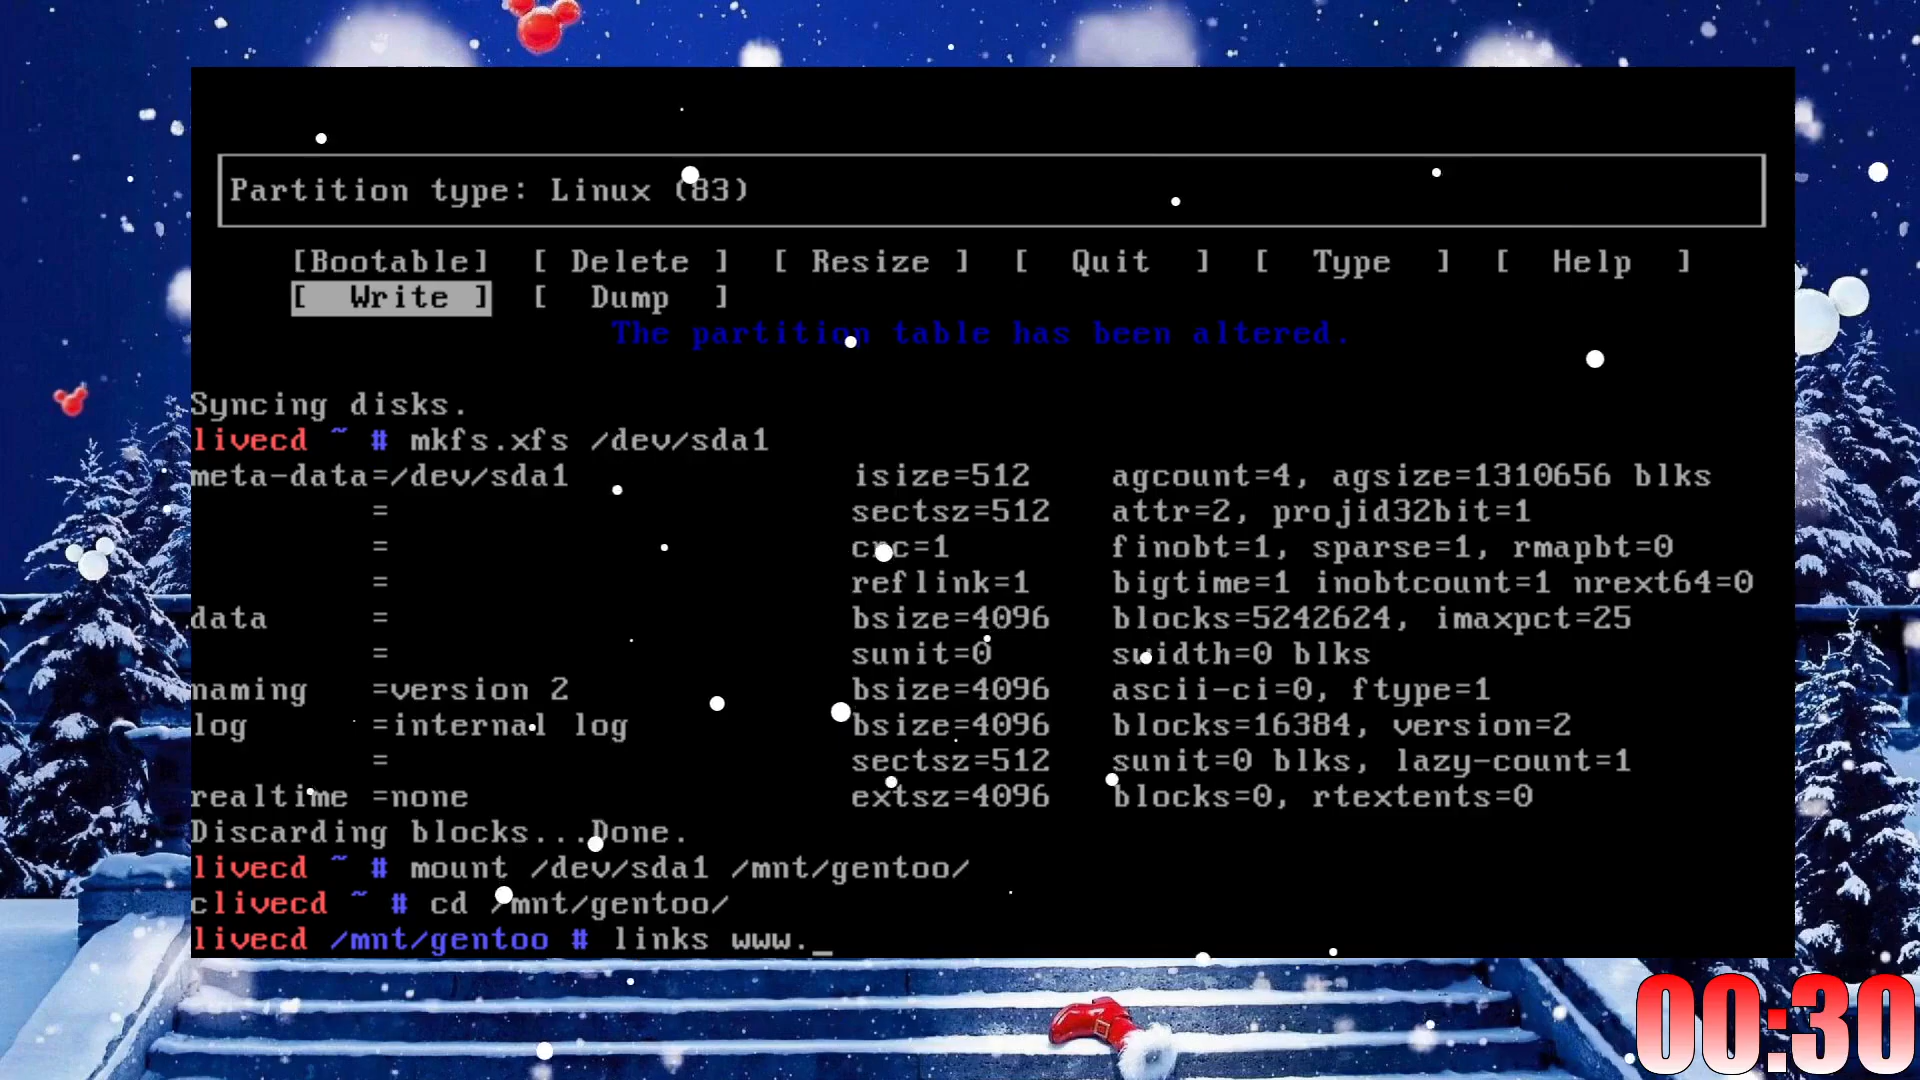 Partition type: Linux (83)
[Bootable] [ Delete ] [ Resize ] [ Quit ] [ Type ] [ Help ]
[ Write ] [ Dump ]
The partition table has been altered.
Syncing disks.
livecd ~ # mkfs.xfs /dev/sda1
meta-data=/dev/sda1 isize=512 agcount=4, agsize=1310656 blks
= sectsz=512 attr=2, projid32bit=1
= crc=1 finobt=1, sparse=1, rmapbt=0
= reflink=1 bigtime=1 inobtcount=1 nrext64=0
data = bsize=4096 blocks=5242624, imaxpct=25
= sunit=0 swidth=0 blks
naming =version 2 bsize=4096 ascii-ci=0, ftype=1
log =internal log bsize=4096 blocks=16384, version=2
= sectsz=512 sunit=0 blks, lazy-count=1
realtime =none extsz=4096 blocks=0, rtextents=0
Discarding blocks...Done.
livecd ~ # mount /dev/sda1 /mnt/gentoo/
clivecd ~ # cd /mnt/gentoo/
livecd /mnt/gentoo # links www._
00:30